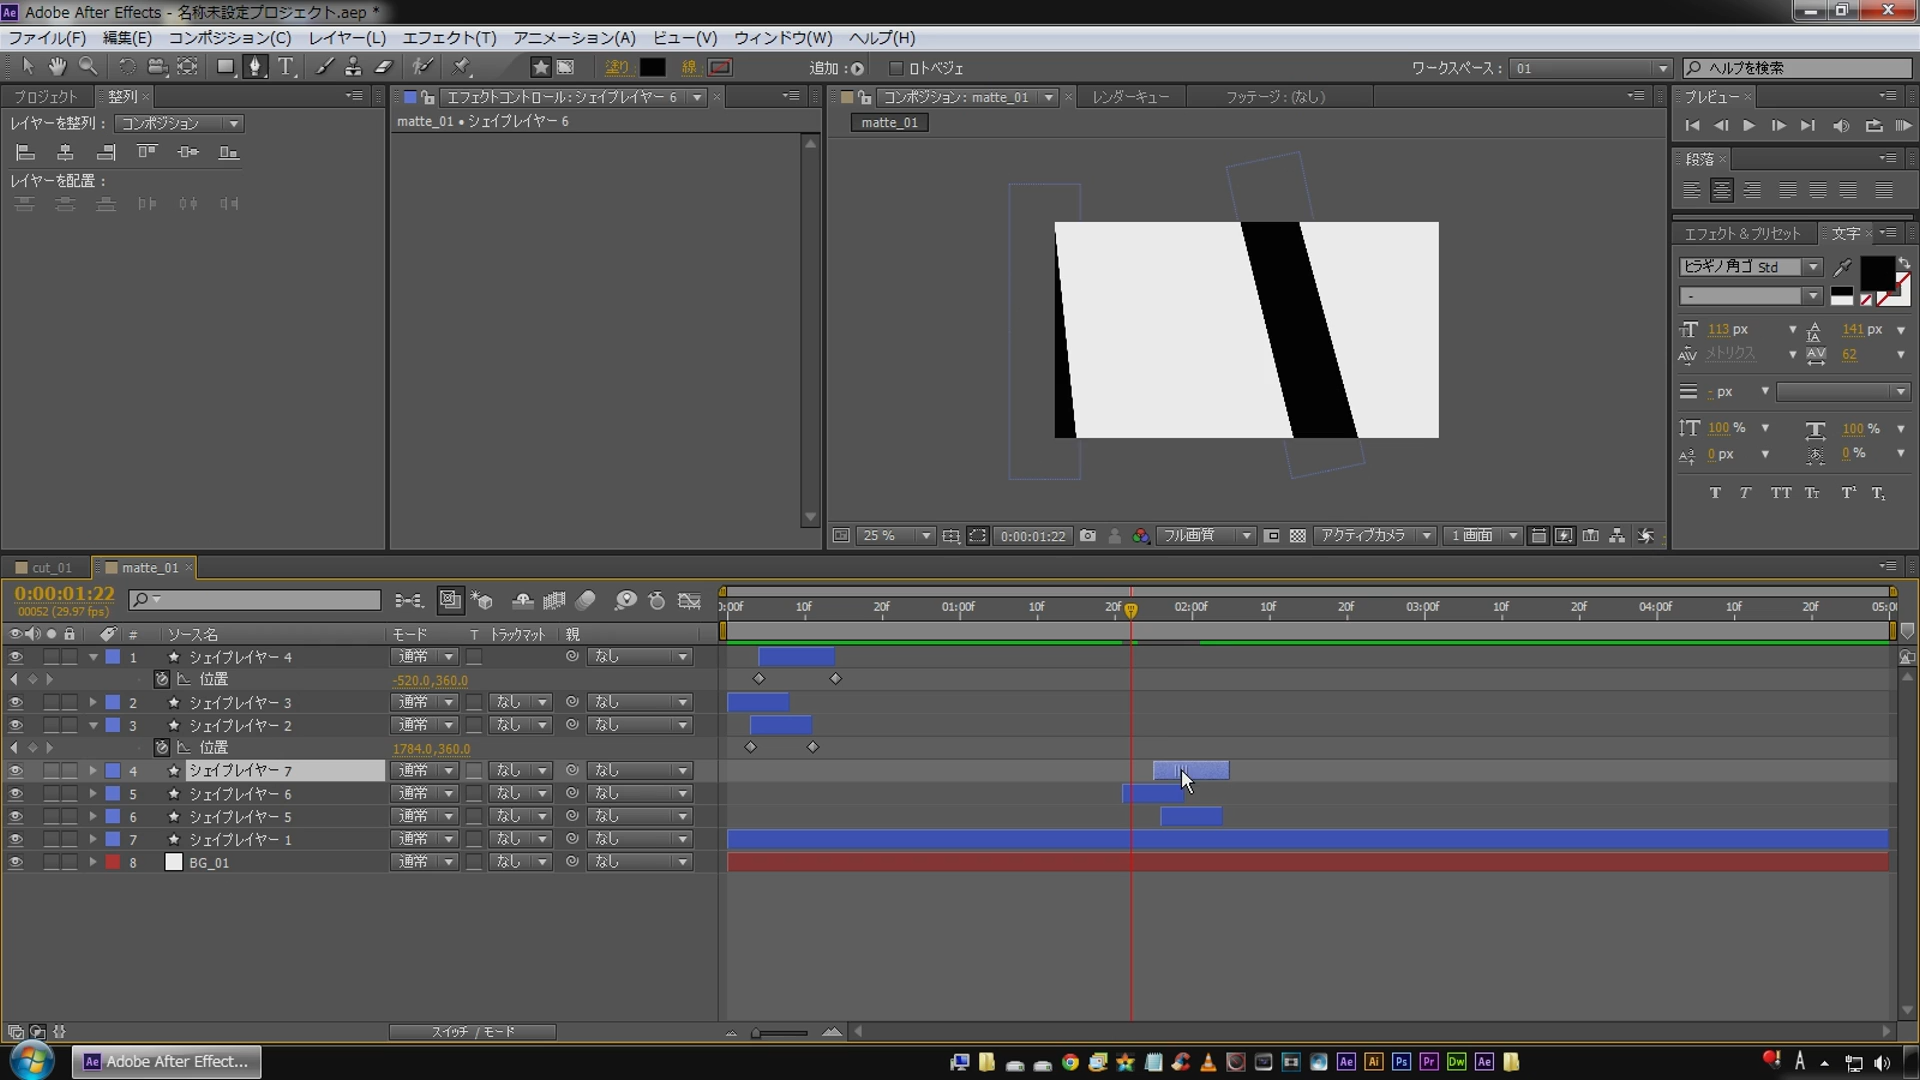 Adobe After Effects - 名称未設定プロジェクト.aep *
ファイル(F) 編集(E) コンポジション(C) レイヤー(L) エフェクト(T) アニメーション(A) ビュー(V) ウィンドウ(W) ヘルプ(H)
塗り: 線: 追加: ロトベジェ ワークスペース: 01 ヘルプを検索
プロジェクト 整列 エフェクトコントロール: シェイプレイヤー 6 コンポジション: matte_01 レンダーキュー フッテージ: (なし) プレビュー
レイヤーを整列: コンポジション matte_01 • シェイプレイヤー 6 matte_01
段落
レイヤーを配置:
エフェクト&プリセット 文字
ヒラギノ角ゴ Std
-
113 px 141 px
メトリクス 62
- px
100 % 100 %
0 px 0 %
25 % 0:00:01:22 フル画質 アクティブカメラ 1 画面
cut_01 matte_01
0:00:01:22
00052 (29.97 fps)
0:00f 10f 20f 01:00f 10f 20f 02:00f 10f 20f 03:00f 10f 20f 04:00f 10f 20f
# ソース名 モード T トラックマット 親
1 シェイプレイヤー 4 通常 なし
位置 -520.0,360.0
2 シェイプレイヤー 3 通常 なし なし
3 シェイプレイヤー 2 通常 なし なし
位置 1784.0,360.0
4 シェイプレイヤー 7 通常 なし なし
5 シェイプレイヤー 6 通常 なし なし
6 シェイプレイヤー 5 通常 なし なし
7 シェイプレイヤー 1 通常 なし なし
8 BG_01 通常 なし なし
スイッチ / モード
Adobe After Effect...